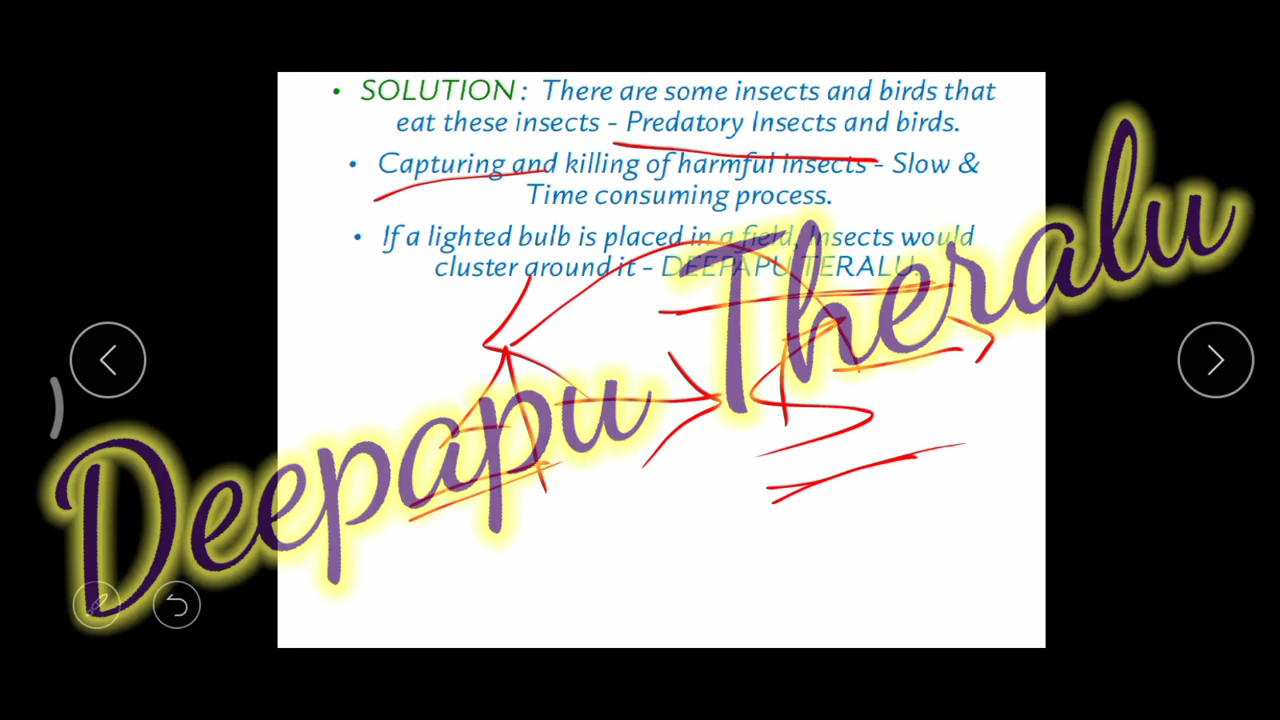 • SOLUTION: There are some insects and birds that
eat these insects - Predatory Insects and birds.
• Capturing and killing of harmful insects - Slow &
Time consuming process.
• If a lighted bulb is placed in a field, Insects would
cluster around it - DEEPAPU TERALU.
Deepapu Theralu